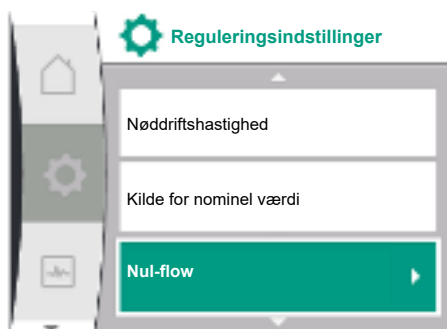 Reguleringsindstillinger
Nøddriftshastighed
Kilde for nominel værdi
Nul-flow